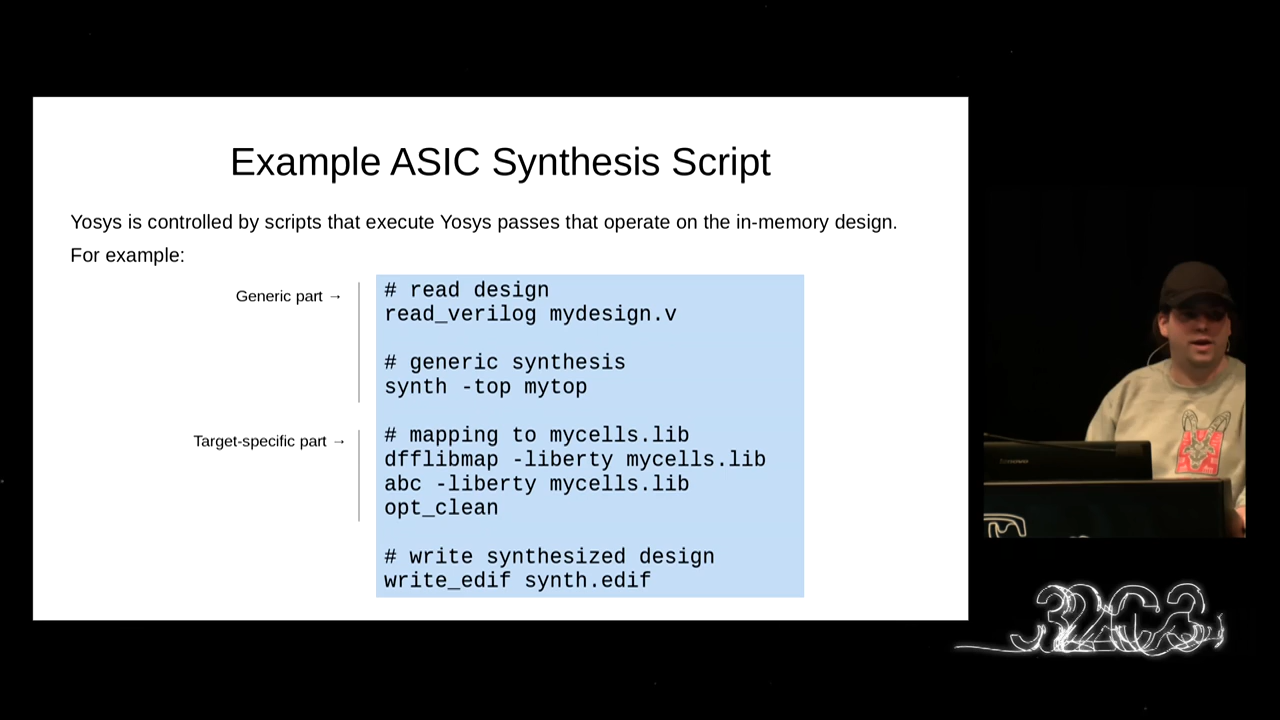 Example ASIC Synthesis Script
Yosys is controlled by scripts that execute Yosys passes that operate on the in-memory design.
For example:
Generic part →
# read design
read_verilog mydesign.v
# generic synthesis
synth -top mytop
Target-specific part →
# mapping to mycells.lib
dfflibmap -liberty mycells.lib
abc -liberty mycells.lib
opt_clean
# write synthesized design
write_edif synth.edif
lenovo
32C3